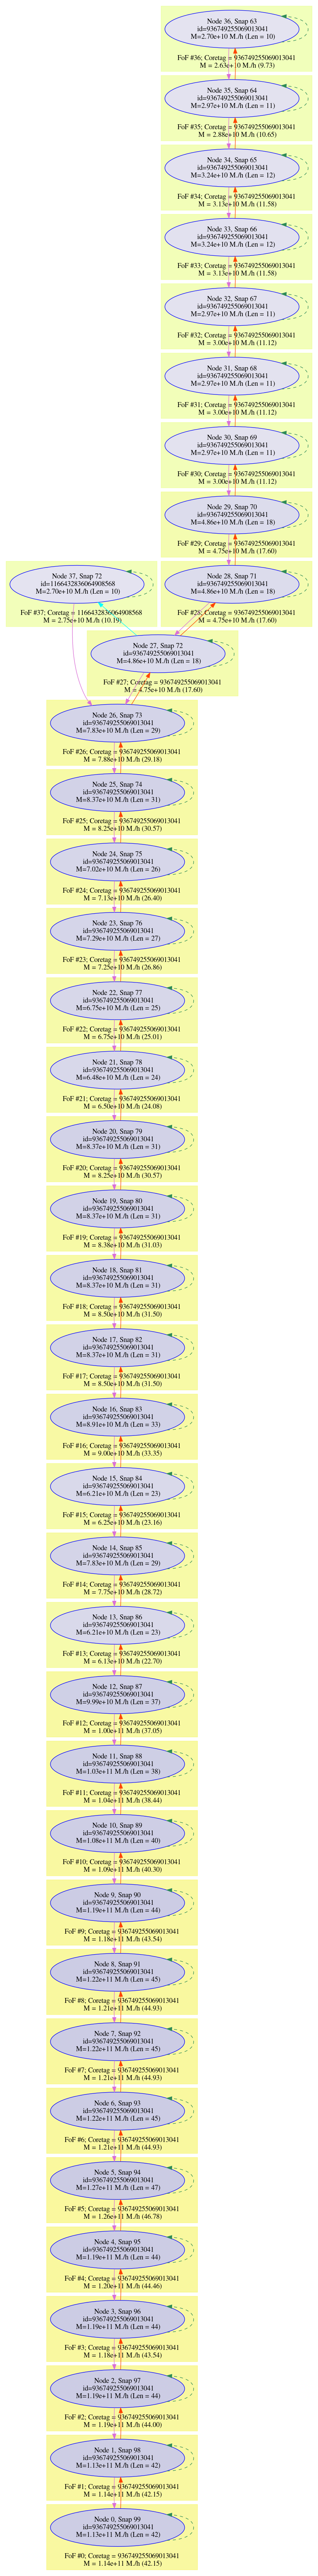 Node 36, Snap 63
id=936749255069013041
M=2.70e+10 M./h (Len = 10)
FoF #36; Coretag = 936749255069013041
M = 2.63e+10 M./h (9.73)
Node 35, Snap 64
id=936749255069013041
M=2.97e+10 M./h (Len = 11)
FoF #35; Coretag = 936749255069013041
M = 2.88e+10 M./h (10.65)
Node 34, Snap 65
id=936749255069013041
M=3.24e+10 M./h (Len = 12)
FoF #34; Coretag = 936749255069013041
M = 3.13e+10 M./h (11.58)
Node 33, Snap 66
id=936749255069013041
M=3.24e+10 M./h (Len = 12)
FoF #33; Coretag = 936749255069013041
M = 3.13e+10 M./h (11.58)
Node 32, Snap 67
id=936749255069013041
M=2.97e+10 M./h (Len = 11)
FoF #32; Coretag = 936749255069013041
M = 3.00e+10 M./h (11.12)
Node 31, Snap 68
id=936749255069013041
M=2.97e+10 M./h (Len = 11)
FoF #31; Coretag = 936749255069013041
M = 3.00e+10 M./h (11.12)
Node 30, Snap 69
id=936749255069013041
M=2.97e+10 M./h (Len = 11)
FoF #30; Coretag = 936749255069013041
M = 3.00e+10 M./h (11.12)
Node 29, Snap 70
id=936749255069013041
M=4.86e+10 M./h (Len = 18)
FoF #29; Coretag = 936749255069013041
M = 4.75e+10 M./h (17.60)
Node 37, Snap 72
id=1166432836064908568
M=2.70e+10 M./h (Len = 10)
FoF #37; Coretag = 1166432836064908568
M = 2.75e+10 M./h (10.19)
Node 28, Snap 71
id=936749255069013041
M=4.86e+10 M./h (Len = 18)
FoF #28; Coretag = 936749255069013041
M = 4.75e+10 M./h (17.60)
Node 27, Snap 72
id=936749255069013041
M=4.86e+10 M./h (Len = 18)
FoF #27; Coretag = 936749255069013041
M = 4.75e+10 M./h (17.60)
Node 26, Snap 73
id=936749255069013041
M=7.83e+10 M./h (Len = 29)
FoF #26; Coretag = 936749255069013041
M = 7.88e+10 M./h (29.18)
Node 25, Snap 74
id=936749255069013041
M=8.37e+10 M./h (Len = 31)
FoF #25; Coretag = 936749255069013041
M = 8.25e+10 M./h (30.57)
Node 24, Snap 75
id=936749255069013041
M=7.02e+10 M./h (Len = 26)
FoF #24; Coretag = 936749255069013041
M = 7.13e+10 M./h (26.40)
Node 23, Snap 76
id=936749255069013041
M=7.29e+10 M./h (Len = 27)
FoF #23; Coretag = 936749255069013041
M = 7.25e+10 M./h (26.86)
Node 22, Snap 77
id=936749255069013041
M=6.75e+10 M./h (Len = 25)
FoF #22; Coretag = 936749255069013041
M = 6.75e+10 M./h (25.01)
Node 21, Snap 78
id=936749255069013041
M=6.48e+10 M./h (Len = 24)
FoF #21; Coretag = 936749255069013041
M = 6.50e+10 M./h (24.08)
Node 20, Snap 79
id=936749255069013041
M=8.37e+10 M./h (Len = 31)
FoF #20; Coretag = 936749255069013041
M = 8.25e+10 M./h (30.57)
Node 19, Snap 80
id=936749255069013041
M=8.37e+10 M./h (Len = 31)
FoF #19; Coretag = 936749255069013041
M = 8.38e+10 M./h (31.03)
Node 18, Snap 81
id=936749255069013041
M=8.37e+10 M./h (Len = 31)
FoF #18; Coretag = 936749255069013041
M = 8.50e+10 M./h (31.50)
Node 17, Snap 82
id=936749255069013041
M=8.37e+10 M./h (Len = 31)
FoF #17; Coretag = 936749255069013041
M = 8.50e+10 M./h (31.50)
Node 16, Snap 83
id=936749255069013041
M=8.91e+10 M./h (Len = 33)
FoF #16; Coretag = 936749255069013041
M = 9.00e+10 M./h (33.35)
Node 15, Snap 84
id=936749255069013041
M=6.21e+10 M./h (Len = 23)
FoF #15; Coretag = 936749255069013041
M = 6.25e+10 M./h (23.16)
Node 14, Snap 85
id=936749255069013041
M=7.83e+10 M./h (Len = 29)
FoF #14; Coretag = 936749255069013041
M = 7.75e+10 M./h (28.72)
Node 13, Snap 86
id=936749255069013041
M=6.21e+10 M./h (Len = 23)
FoF #13; Coretag = 936749255069013041
M = 6.13e+10 M./h (22.70)
Node 12, Snap 87
id=936749255069013041
M=9.99e+10 M./h (Len = 37)
FoF #12; Coretag = 936749255069013041
M = 1.00e+11 M./h (37.05)
Node 11, Snap 88
id=936749255069013041
M=1.03e+11 M./h (Len = 38)
FoF #11; Coretag = 936749255069013041
M = 1.04e+11 M./h (38.44)
Node 10, Snap 89
id=936749255069013041
M=1.08e+11 M./h (Len = 40)
FoF #10; Coretag = 936749255069013041
M = 1.09e+11 M./h (40.30)
Node 9, Snap 90
id=936749255069013041
M=1.19e+11 M./h (Len = 44)
FoF #9; Coretag = 936749255069013041
M = 1.18e+11 M./h (43.54)
Node 8, Snap 91
id=936749255069013041
M=1.22e+11 M./h (Len = 45)
FoF #8; Coretag = 936749255069013041
M = 1.21e+11 M./h (44.93)
Node 7, Snap 92
id=936749255069013041
M=1.22e+11 M./h (Len = 45)
FoF #7; Coretag = 936749255069013041
M = 1.21e+11 M./h (44.93)
Node 6, Snap 93
id=936749255069013041
M=1.22e+11 M./h (Len = 45)
FoF #6; Coretag = 936749255069013041
M = 1.21e+11 M./h (44.93)
Node 5, Snap 94
id=936749255069013041
M=1.27e+11 M./h (Len = 47)
FoF #5; Coretag = 936749255069013041
M = 1.26e+11 M./h (46.78)
Node 4, Snap 95
id=936749255069013041
M=1.19e+11 M./h (Len = 44)
FoF #4; Coretag = 936749255069013041
M = 1.20e+11 M./h (44.46)
Node 3, Snap 96
id=936749255069013041
M=1.19e+11 M./h (Len = 44)
FoF #3; Coretag = 936749255069013041
M = 1.18e+11 M./h (43.54)
Node 2, Snap 97
id=936749255069013041
M=1.19e+11 M./h (Len = 44)
FoF #2; Coretag = 936749255069013041
M = 1.19e+11 M./h (44.00)
Node 1, Snap 98
id=936749255069013041
M=1.13e+11 M./h (Len = 42)
FoF #1; Coretag = 936749255069013041
M = 1.14e+11 M./h (42.15)
Node 0, Snap 99
id=936749255069013041
M=1.13e+11 M./h (Len = 42)
FoF #0; Coretag = 936749255069013041
M = 1.14e+11 M./h (42.15)